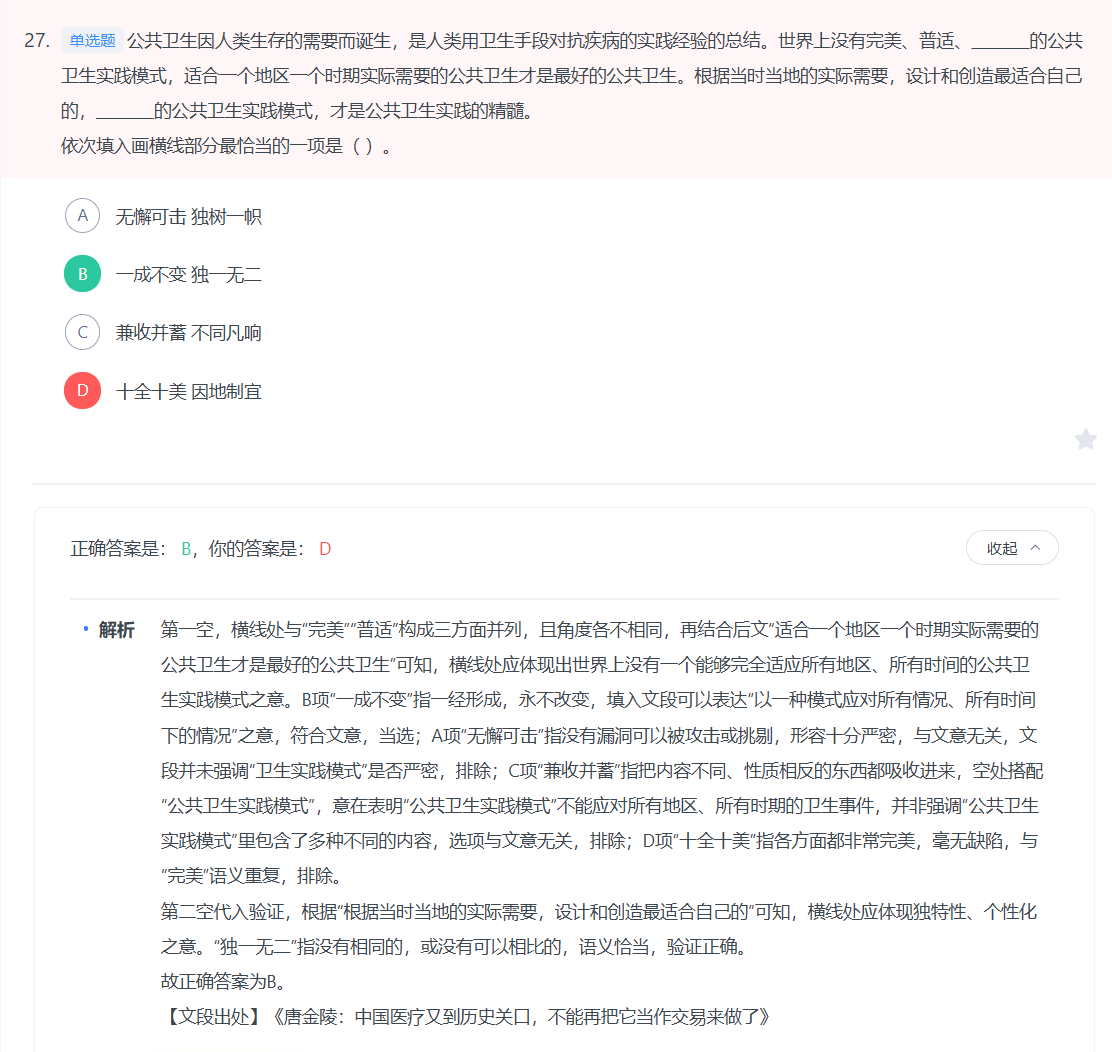 27. 单选题 公共卫生因人类生存的需要而诞生，是人类用卫生手段对抗疾病的实践经验的总结。世界上没有完美、普适、______的公共
卫生实践模式，适合一个地区一个时期实际需要的公共卫生才是最好的公共卫生。根据当时当地的实际需要，设计和创造最适合自己
的，______的公共卫生实践模式，才是公共卫生实践的精髓。
依次填入画横线部分最恰当的一项是（ ）。
A 无懈可击 独树一帜
B 一成不变 独一无二
C 兼收并蓄 不同凡响
D 十全十美 因地制宜
正确答案是： B，你的答案是： D
收起
• 解析 第一空，横线处与“完美”“普适”构成三方面并列，且角度各不相同，再结合后文“适合一个地区一个时期实际需要的
公共卫生才是最好的公共卫生”可知，横线处应体现出世界上没有一个能够完全适应所有地区、所有时间的公共卫
生实践模式之意。B项“一成不变”指一经形成，永不改变，填入文段可以表达“以一种模式应对所有情况、所有时间
下的情况”之意，符合文意，当选；A项“无懈可击”指没有漏洞可以被攻击或挑剔，形容十分严密，与文意无关，文
段并未强调“卫生实践模式”是否严密，排除；C项“兼收并蓄”指把内容不同、性质相反的东西都吸收进来，空处搭配
“公共卫生实践模式”，意在表明“公共卫生实践模式”不能应对所有地区、所有时期的卫生事件，并非强调“公共卫生
实践模式”里包含了多种不同的内容，选项与文意无关，排除；D项“十全十美”指各方面都非常完美，毫无缺陷，与
“完美”语义重复，排除。
第二空代入验证，根据“根据当时当地的实际需要，设计和创造最适合自己的”可知，横线处应体现独特性、个性化
之意。“独一无二”指没有相同的，或没有可以相比的，语义恰当，验证正确。
故正确答案为B。
【文段出处】《唐金陵：中国医疗又到历史关口，不能再把它当作交易来做了》